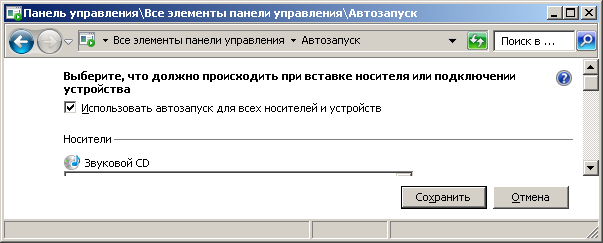 Панель управления\Все элементы панели управления\Автозапуск
Все элементы панели управления Автозапуск Поиск в ...
Выберите, что должно происходить при вставке носителя или подключении
устройства
Использовать автозапуск для всех носителей и устройств
Носители
Звуковой CD
Сохранить Отмена